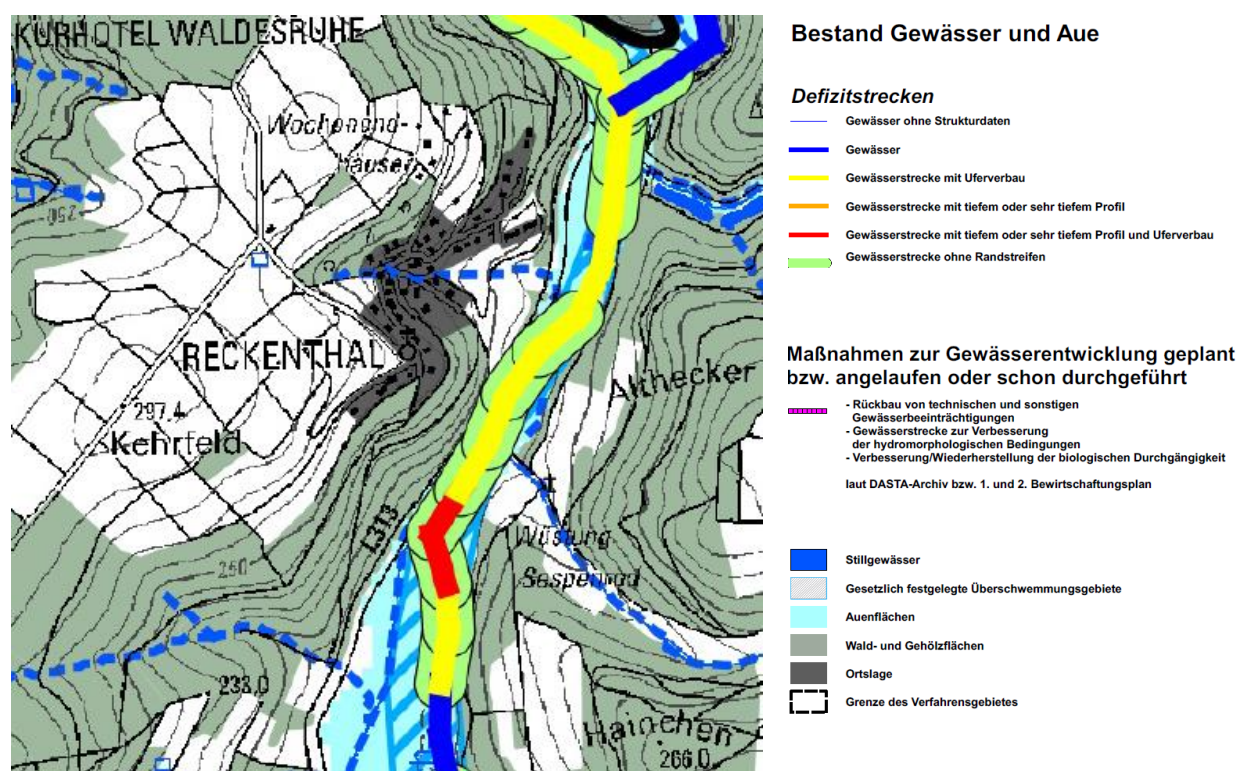 KURHOTEL WALDESRUHE
Wochenend-
häuser
RECKENTHAL
297,4
Kehrfeld
Althecker
L 313
Wüstung
250
233,0
Hainchen
266,0
Bestand Gewässer und Aue
Defizitstrecken
Gewässer ohne Strukturdaten
Gewässer
Gewässerstrecke mit Uferverbau
Gewässerstrecke mit tiefem oder sehr tiefem Profil
Gewässerstrecke mit tiefem oder sehr tiefem Profil und Uferverbau
Gewässerstrecke ohne Randstreifen
Maßnahmen zur Gewässerentwicklung geplant
bzw. angelaufen oder schon durchgeführt
- Rückbau von technischen und sonstigen
Gewässerbeeinträchtigungen
- Gewässerstrecke zur Verbesserung
der hydromorphologischen Bedingungen
- Verbesserung/Wiederherstellung der biologischen Durchgängigkeit
laut DASTA-Archiv bzw. 1. und 2. Bewirtschaftungsplan
Stillgewässer
Gesetzlich festgelegte Überschwemmungsgebiete
Auenflächen
Wald- und Gehölzflächen
Ortslage
Grenze des Verfahrensgebietes